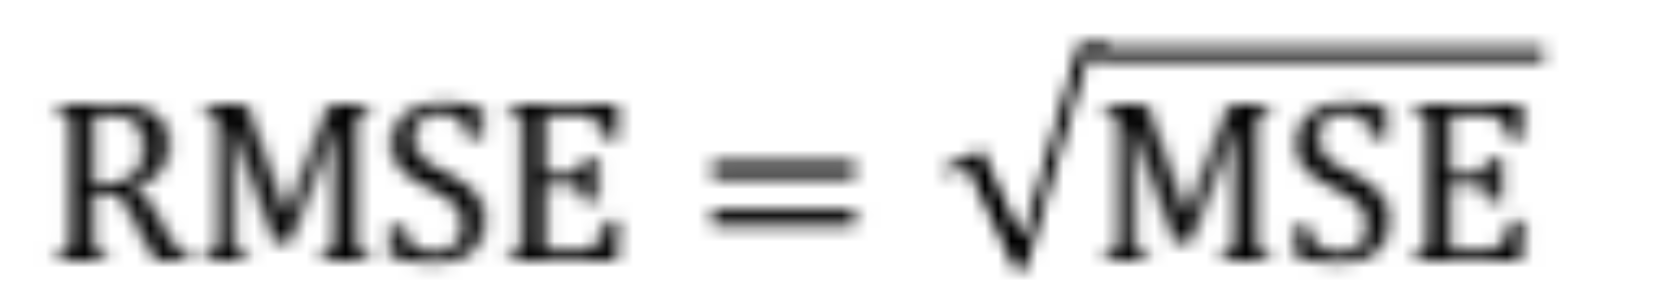 RMSE = √MSE